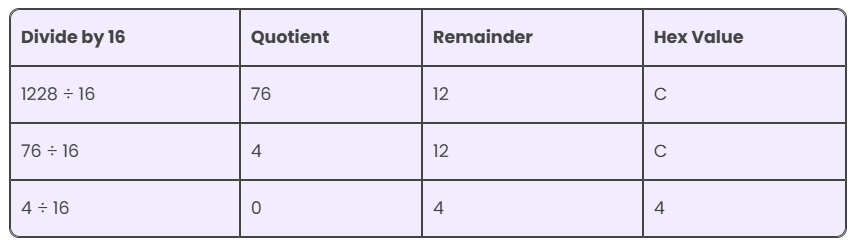 Divide by 16 Quotient Remainder Hex Value
1228 ÷ 16 76 12 C
76 ÷ 16 4 12 C
4 ÷ 16 0 4 4